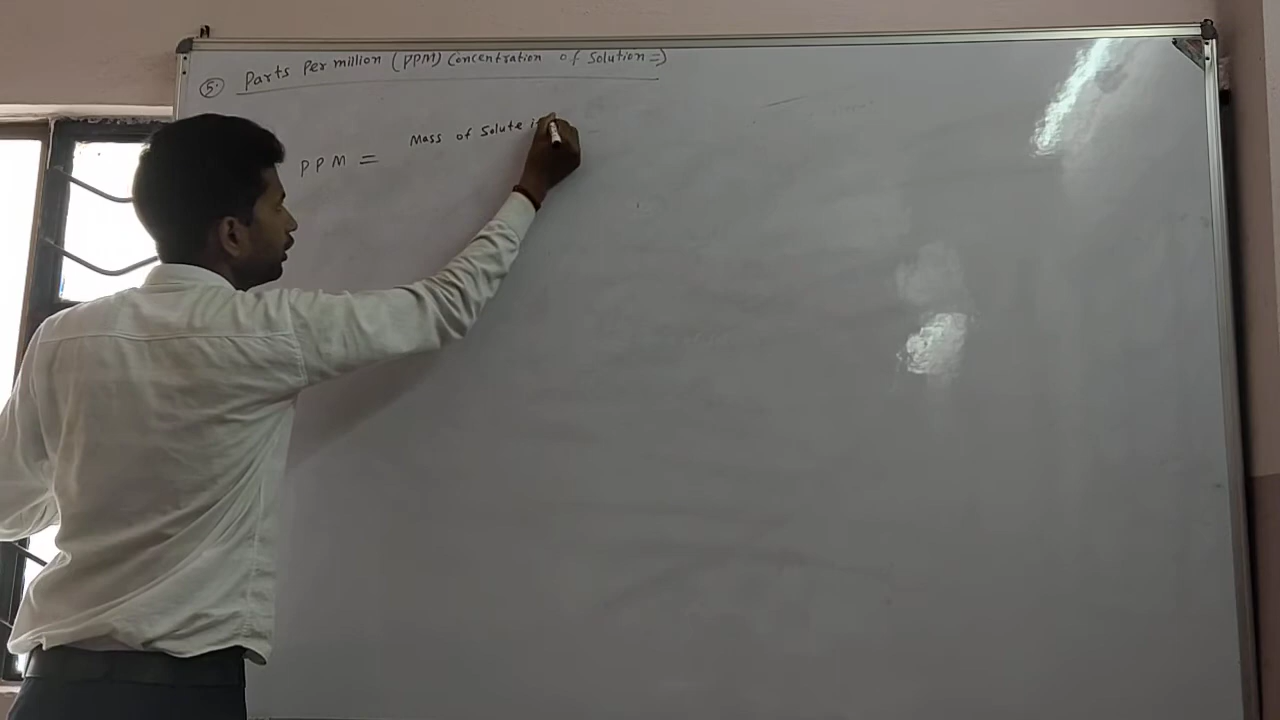 5. Parts Per million (PPM) Concentration of Solution =)
PPM = Mass of Solute